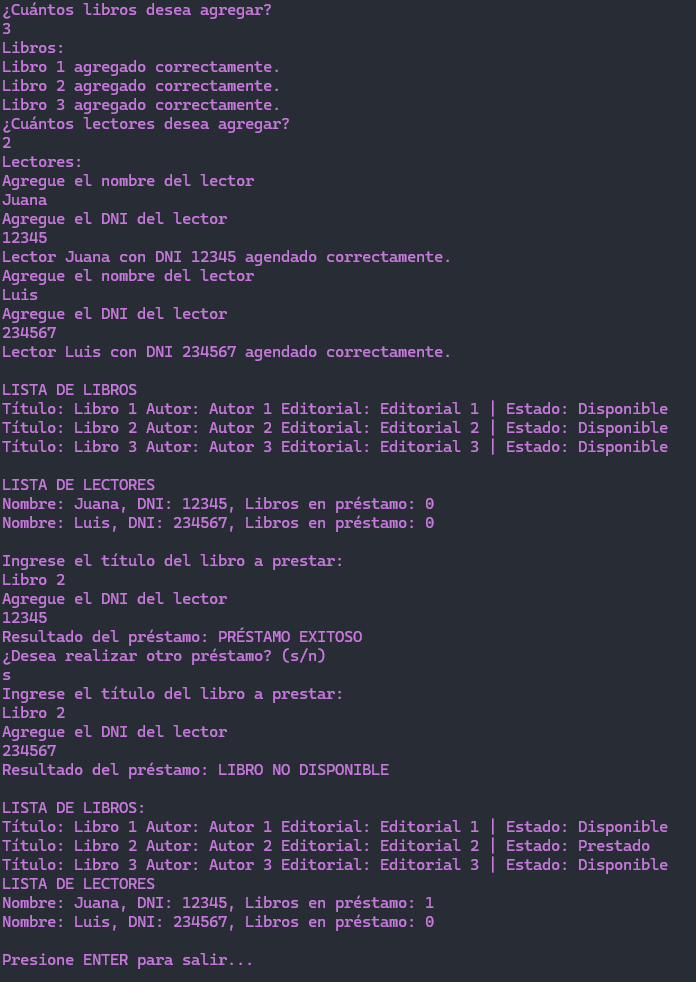 ¿Cuántos libros desea agregar?
3
Libros:
Libro 1 agregado correctamente.
Libro 2 agregado correctamente.
Libro 3 agregado correctamente.
¿Cuántos lectores desea agregar?
2
Lectores:
Agregue el nombre del lector
Juana
Agregue el DNI del lector
12345
Lector Juana con DNI 12345 agendado correctamente.
Agregue el nombre del lector
Luis
Agregue el DNI del lector
234567
Lector Luis con DNI 234567 agendado correctamente.

LISTA DE LIBROS
Título: Libro 1 Autor: Autor 1 Editorial: Editorial 1 | Estado: Disponible
Título: Libro 2 Autor: Autor 2 Editorial: Editorial 2 | Estado: Disponible
Título: Libro 3 Autor: Autor 3 Editorial: Editorial 3 | Estado: Disponible

LISTA DE LECTORES
Nombre: Juana, DNI: 12345, Libros en préstamo: 0
Nombre: Luis, DNI: 234567, Libros en préstamo: 0

Ingrese el título del libro a prestar:
Libro 2
Agregue el DNI del lector
12345
Resultado del préstamo: PRÉSTAMO EXITOSO
¿Desea realizar otro préstamo? (s/n)
s
Ingrese el título del libro a prestar:
Libro 2
Agregue el DNI del lector
234567
Resultado del préstamo: LIBRO NO DISPONIBLE

LISTA DE LIBROS:
Título: Libro 1 Autor: Autor 1 Editorial: Editorial 1 | Estado: Disponible
Título: Libro 2 Autor: Autor 2 Editorial: Editorial 2 | Estado: Prestado
Título: Libro 3 Autor: Autor 3 Editorial: Editorial 3 | Estado: Disponible
LISTA DE LECTORES
Nombre: Juana, DNI: 12345, Libros en préstamo: 1
Nombre: Luis, DNI: 234567, Libros en préstamo: 0

Presione ENTER para salir...